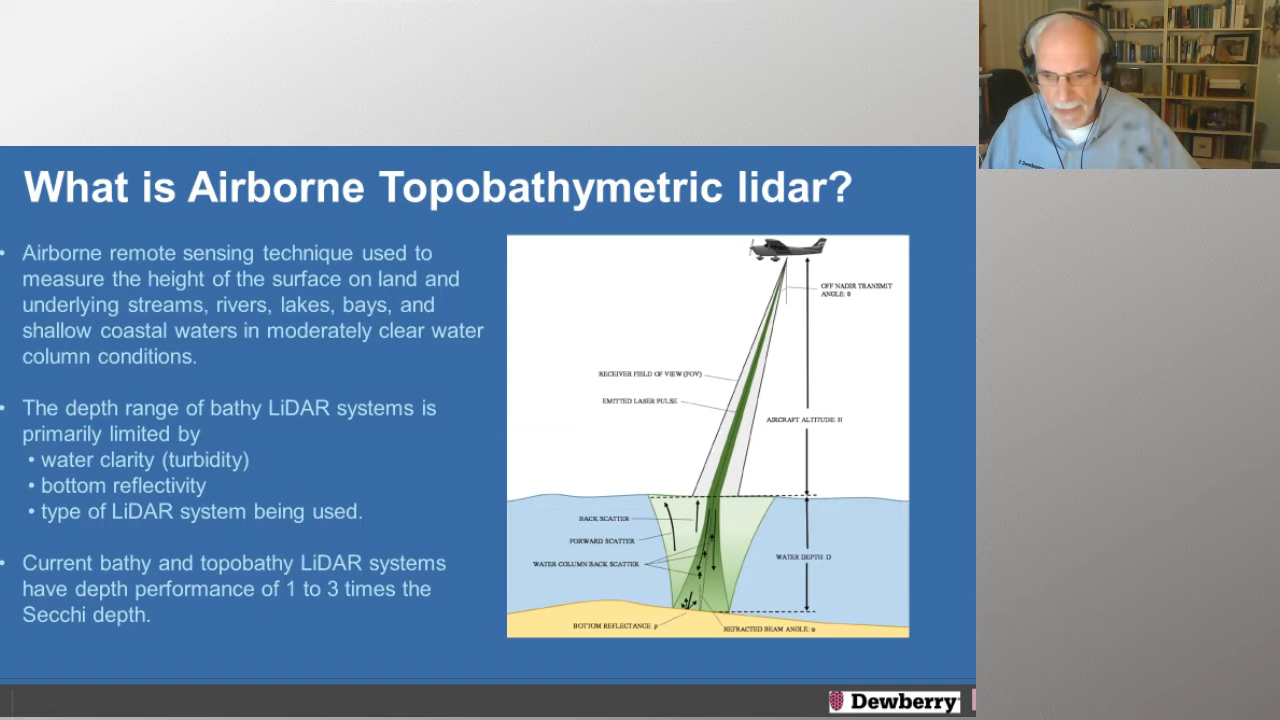 What is Airborne Topobathymetric lidar?
• Airborne remote sensing technique used to
measure the height of the surface on land and
underlying streams, rivers, lakes, bays, and
shallow coastal waters in moderately clear water
column conditions.
• The depth range of bathy LiDAR systems is
primarily limited by
• water clarity (turbidity)
• bottom reflectivity
• type of LiDAR system being used.
• Current bathy and topobathy LiDAR systems
have depth performance of 1 to 3 times the
Secchi depth.
OFF NADIR TRANSMIT
ANGLE: θ
RECEIVER FIELD OF VIEW (FOV)
EMITTED LASER PULSE
AIRCRAFT ALTITUDE: H
BACK SCATTER
FORWARD SCATTER
WATER COLUMN BACK SCATTER
WATER DEPTH: D
BOTTOM REFLECTANCE: ρ
REFRACTED BEAM ANGLE: φ
Dewberry
Dewberry